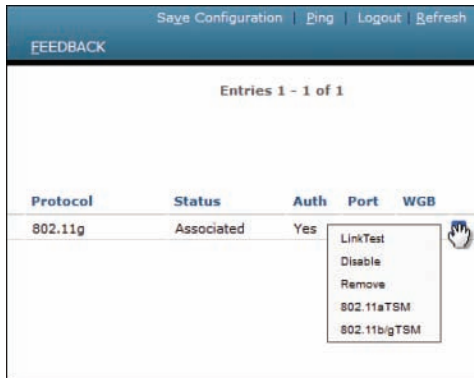 Save Configuration | Ping | Logout | Refresh
FEEDBACK
Entries 1 - 1 of 1
Protocol Status Auth Port WGB
802.11g Associated Yes
LinkTest
Disable
Remove
802.11aTSM
802.11b/gTSM